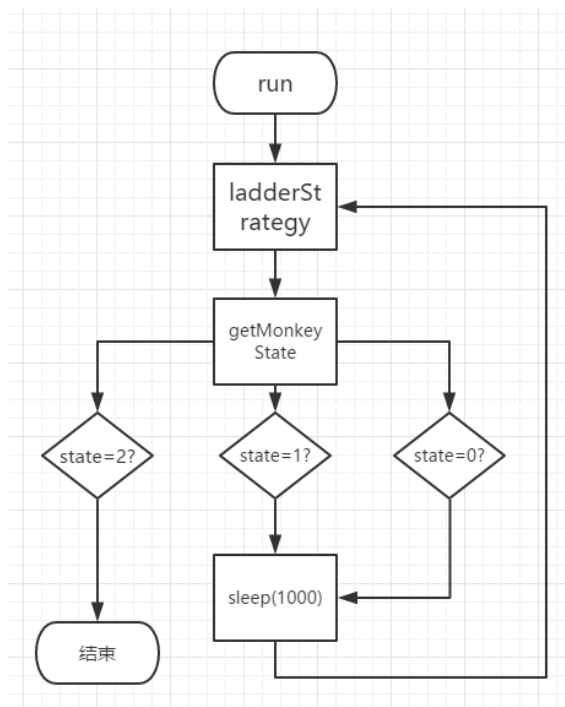 run
ladderSt
rategy
getMonkey
State
state=2?
state=1?
state=0?
sleep(1000)
结束